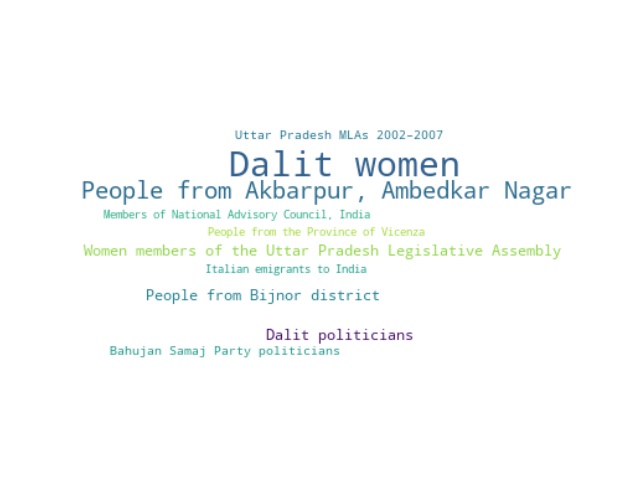 Uttar Pradesh MLAs 2002–2007
Dalit women
People from Akbarpur, Ambedkar Nagar
Members of National Advisory Council, India
People from the Province of Vicenza
Women members of the Uttar Pradesh Legislative Assembly
Italian emigrants to India
People from Bijnor district
Dalit politicians
Bahujan Samaj Party politicians